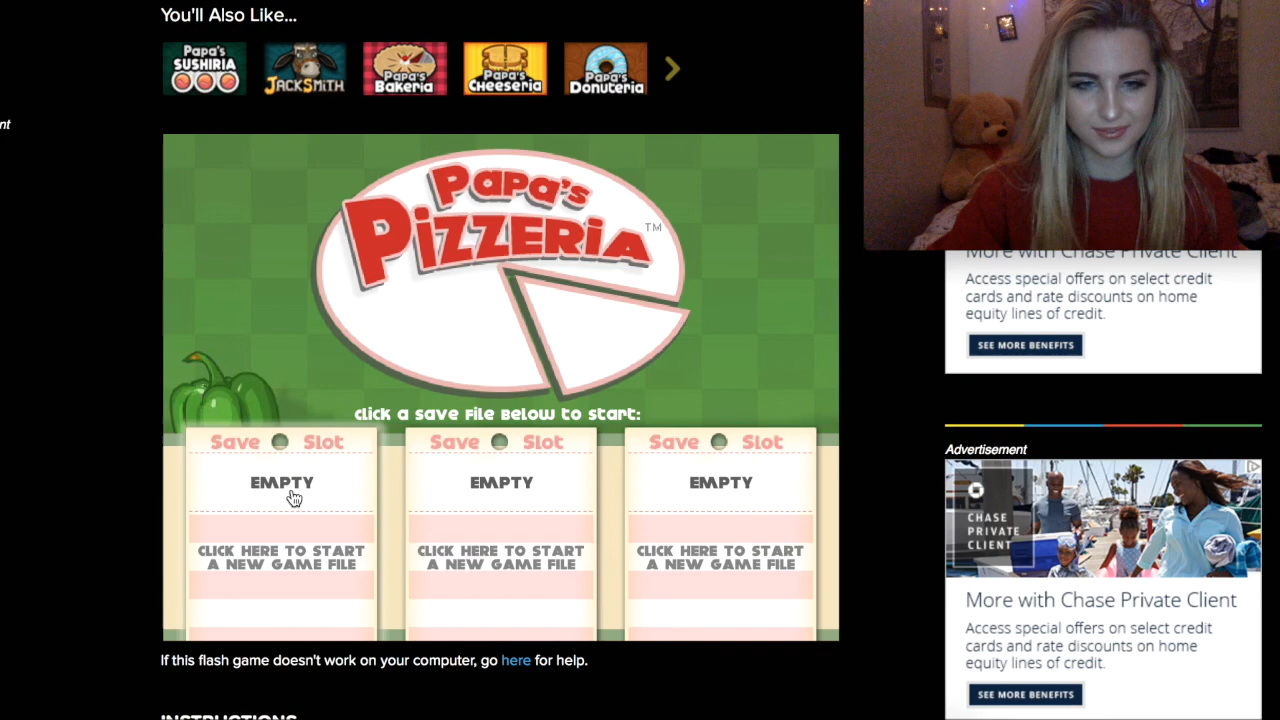 You'll Also Like...
Papa's
SUSHIRIA
JACKSMITH
Papa's
Bakeria
Papa's
Cheeseria
Papa's
Donuteria
nt
Papa's
Pizzeria
TM
click a save file below to start:
Save Slot
EMPTY
CLICK HERE TO START
A NEW GAME FILE
Save Slot
EMPTY
CLICK HERE TO START
A NEW GAME FILE
Save Slot
EMPTY
CLICK HERE TO START
A NEW GAME FILE
If this flash game doesn't work on your computer, go here for help.
INSTRUCTIONS
More with Chase Private Client
Access special offers on select credit
cards and rate discounts on home
equity lines of credit.
SEE MORE BENEFITS
Advertisement
CHASE
PRIVATE
CLIENT
More with Chase Private Client
Access special offers on select credit
cards and rate discounts on home
equity lines of credit.
SEE MORE BENEFITS